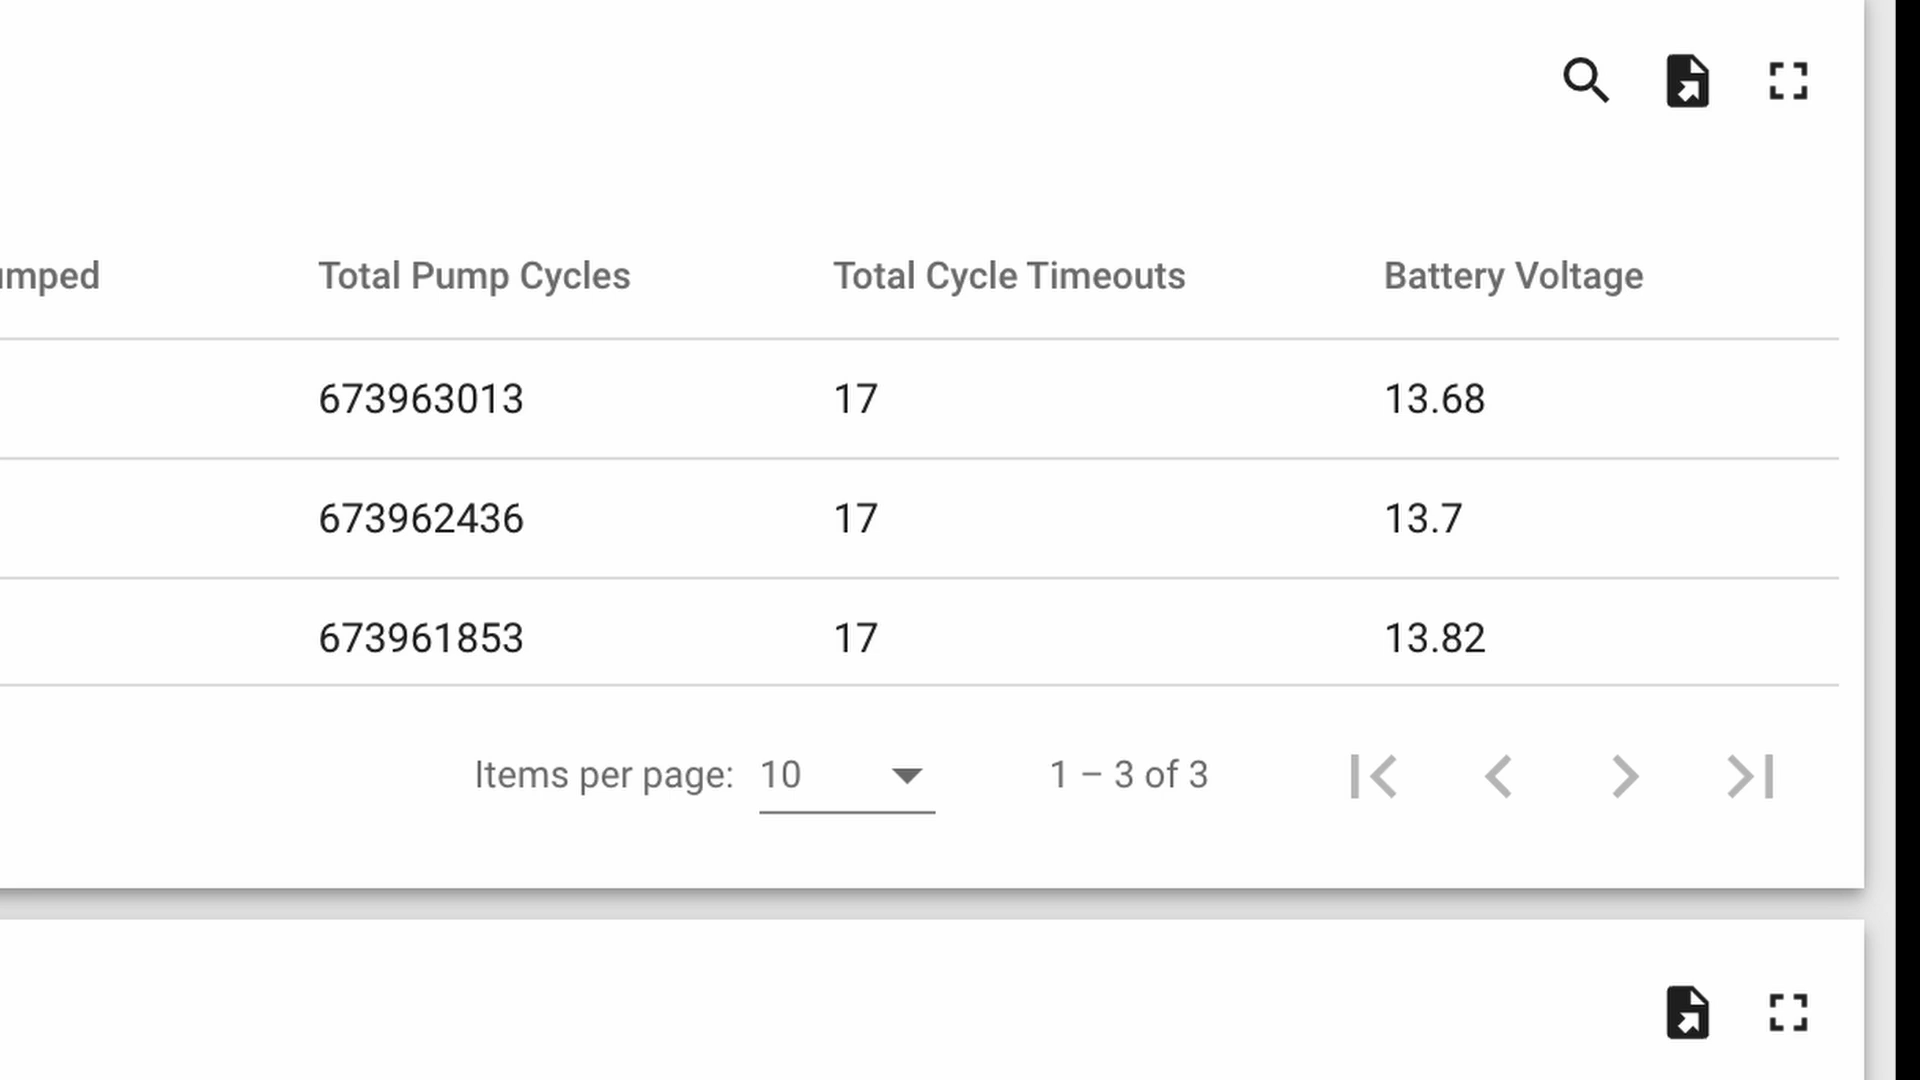 Total Pump Cycles Total Cycle Timeouts Battery Voltage
673963013 17 13.68
673962436 17 13.7
673961853 17 13.82
Items per page: 10 1 – 3 of 3